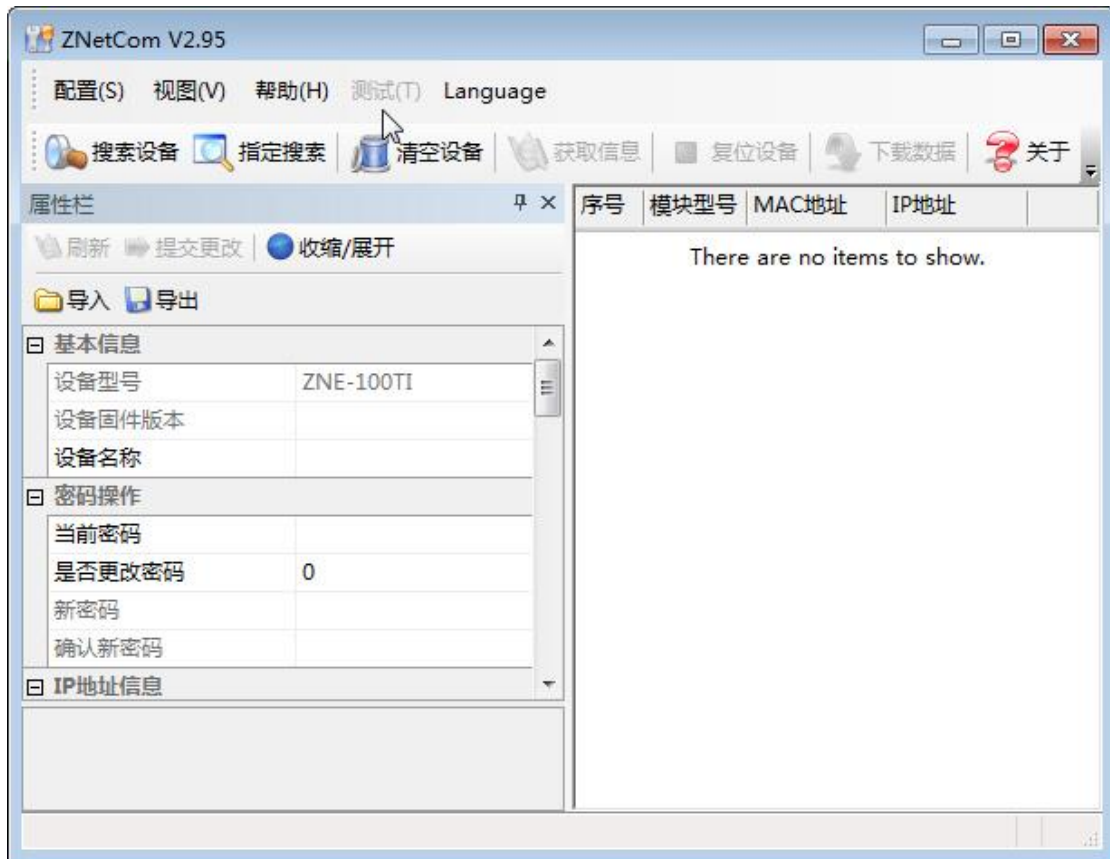 ZNetCom V2.95
配置(S) 视图(V) 帮助(H) 测试(T) Language
搜索设备 指定搜索 清空设备 获取信息 复位设备 下载数据 关于
属性栏
刷新 提交更改 收缩/展开
导入 导出
基本信息
设备型号 ZNE-100TI
设备固件版本
设备名称
密码操作
当前密码
是否更改密码 0
新密码
确认新密码
IP地址信息
序号 模块型号 MAC地址 IP地址
There are no items to show.